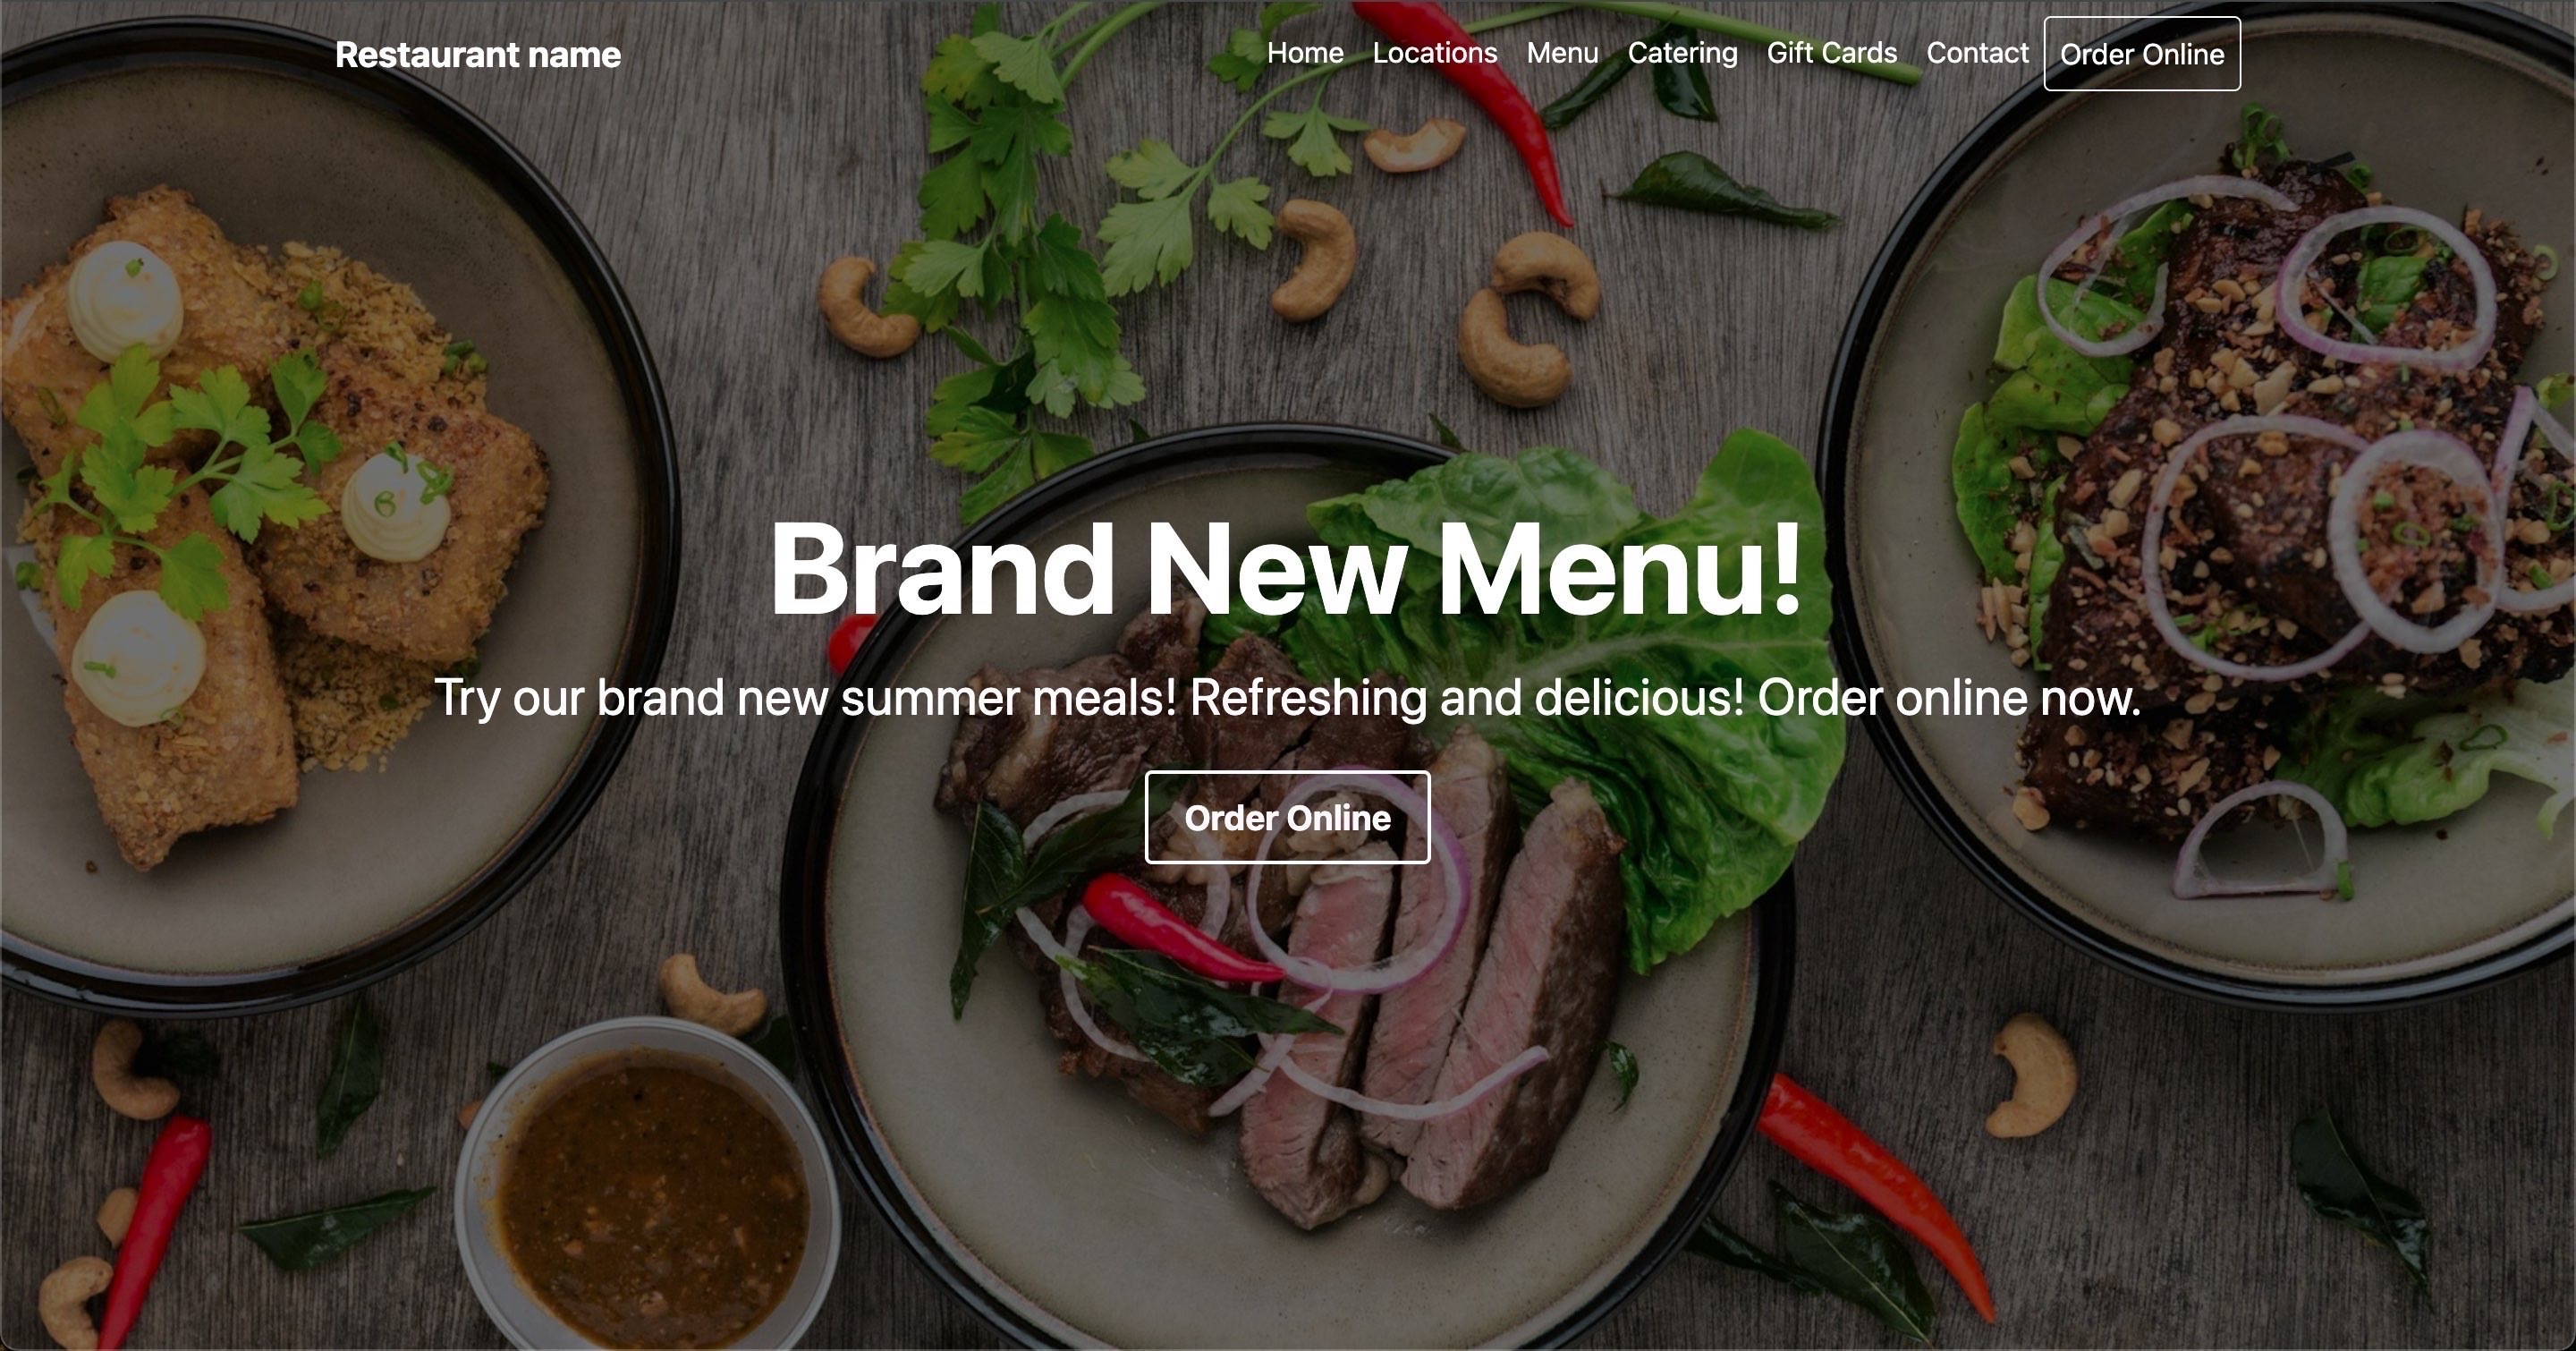 Restaurant name
Home Locations Menu Catering Gift Cards Contact Order Online
Brand New Menu!
Try our brand new summer meals! Refreshing and delicious! Order online now.
Order Online